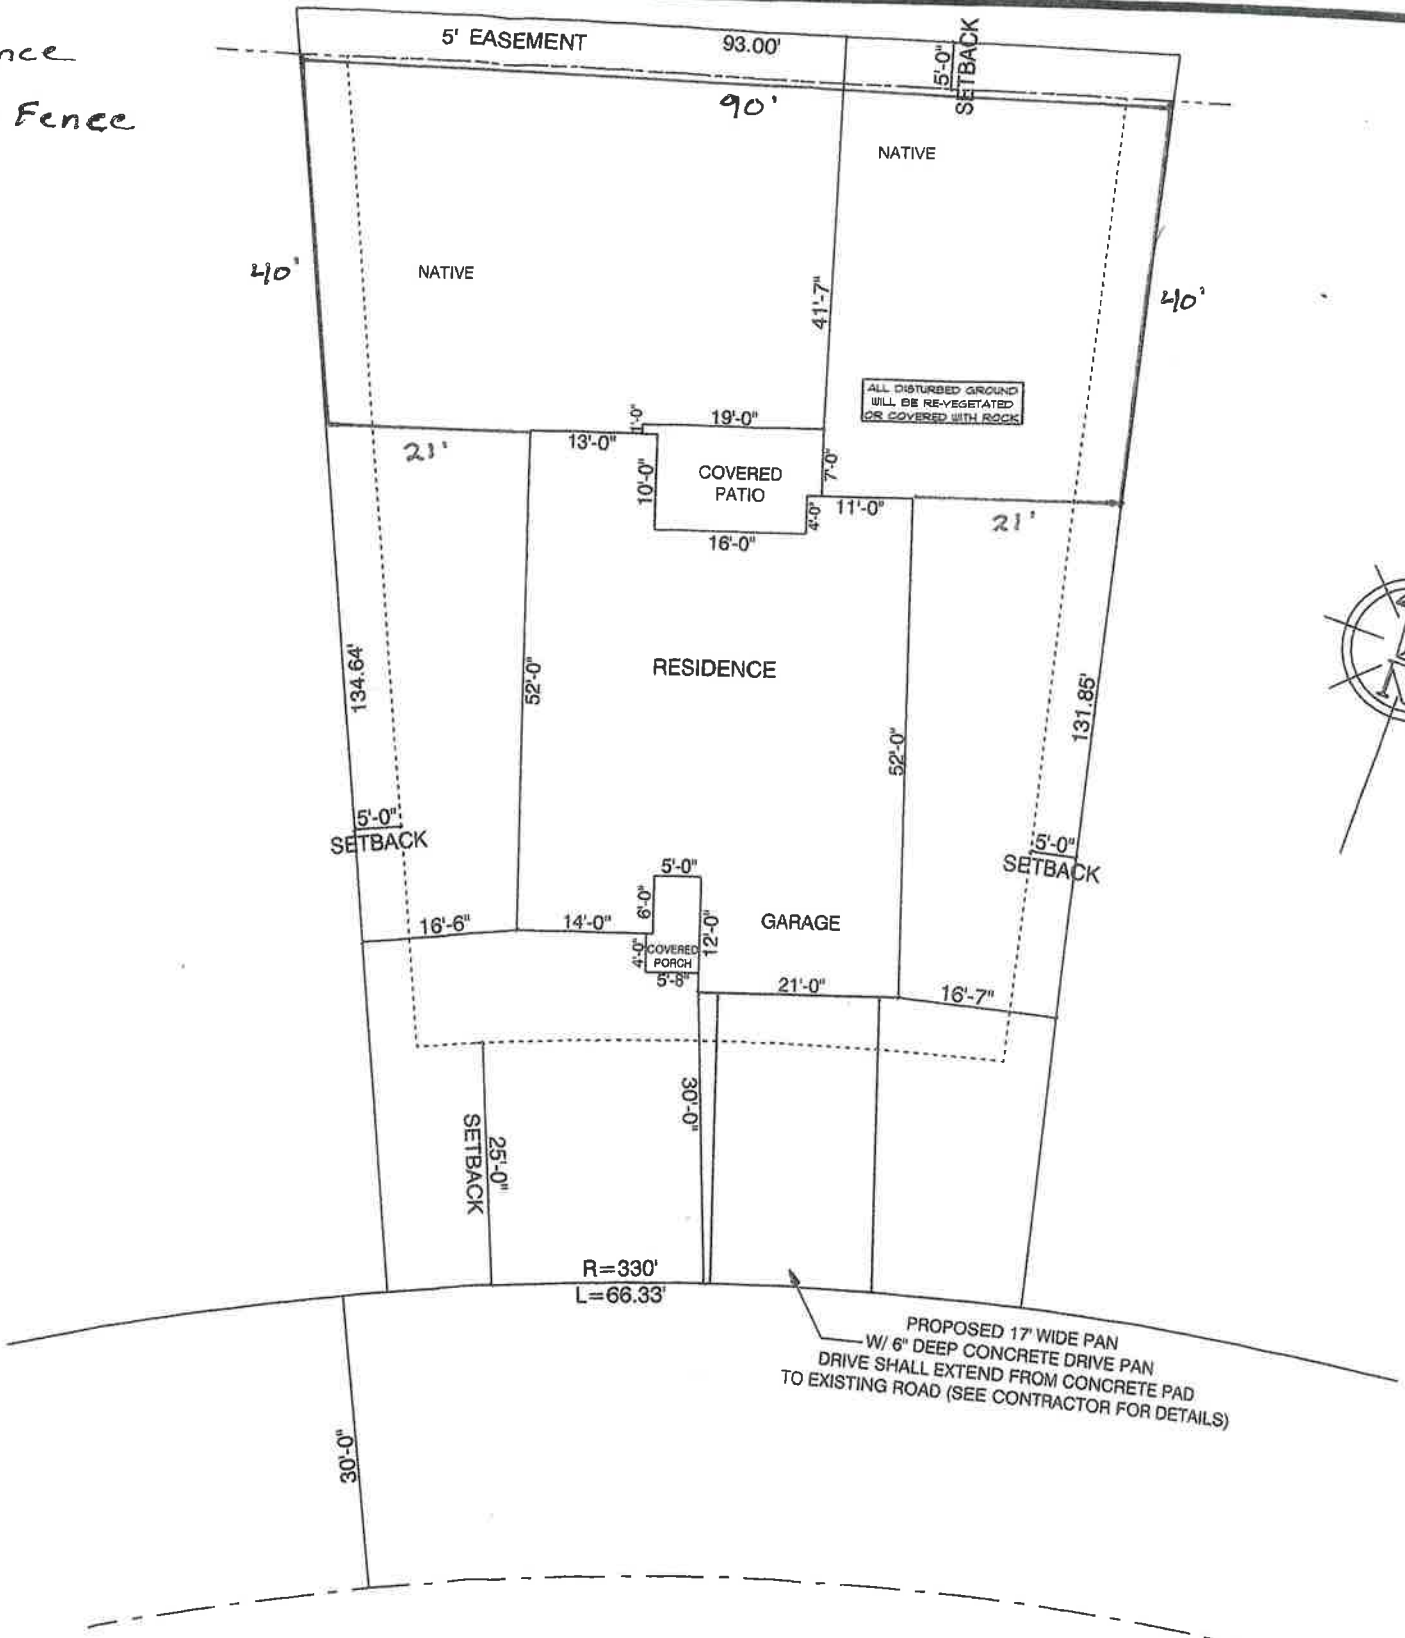 Fence
5' EASEMENT
93.00'
5'-0"
SETBACK
90'
NATIVE
40'
NATIVE
41'-7"
40'
ALL DISTURBED GROUND
WILL BE RE-VEGETATED
OR COVERED WITH ROCK
1'-0"
19'-0"
21'
13'-0"
10'-0"
COVERED
PATIO
7'-0"
4'-0"
11'-0"
21'
16'-0"
134.64'
52'-0"
RESIDENCE
52'-0"
131.85'
5'-0"
SETBACK
5'-0"
SETBACK
5'-0"
6'-0"
16'-6"
14'-0"
12'-0"
GARAGE
4'-0"
COVERED
PORCH
5'-8"
21'-0"
16'-7"
30'-0"
SETBACK
25'-0"
R=330'
L=66.33'
PROPOSED 17' WIDE PAN
W/ 6" DEEP CONCRETE DRIVE PAN
DRIVE SHALL EXTEND FROM CONCRETE PAD
TO EXISTING ROAD (SEE CONTRACTOR FOR DETAILS)
30'-0"